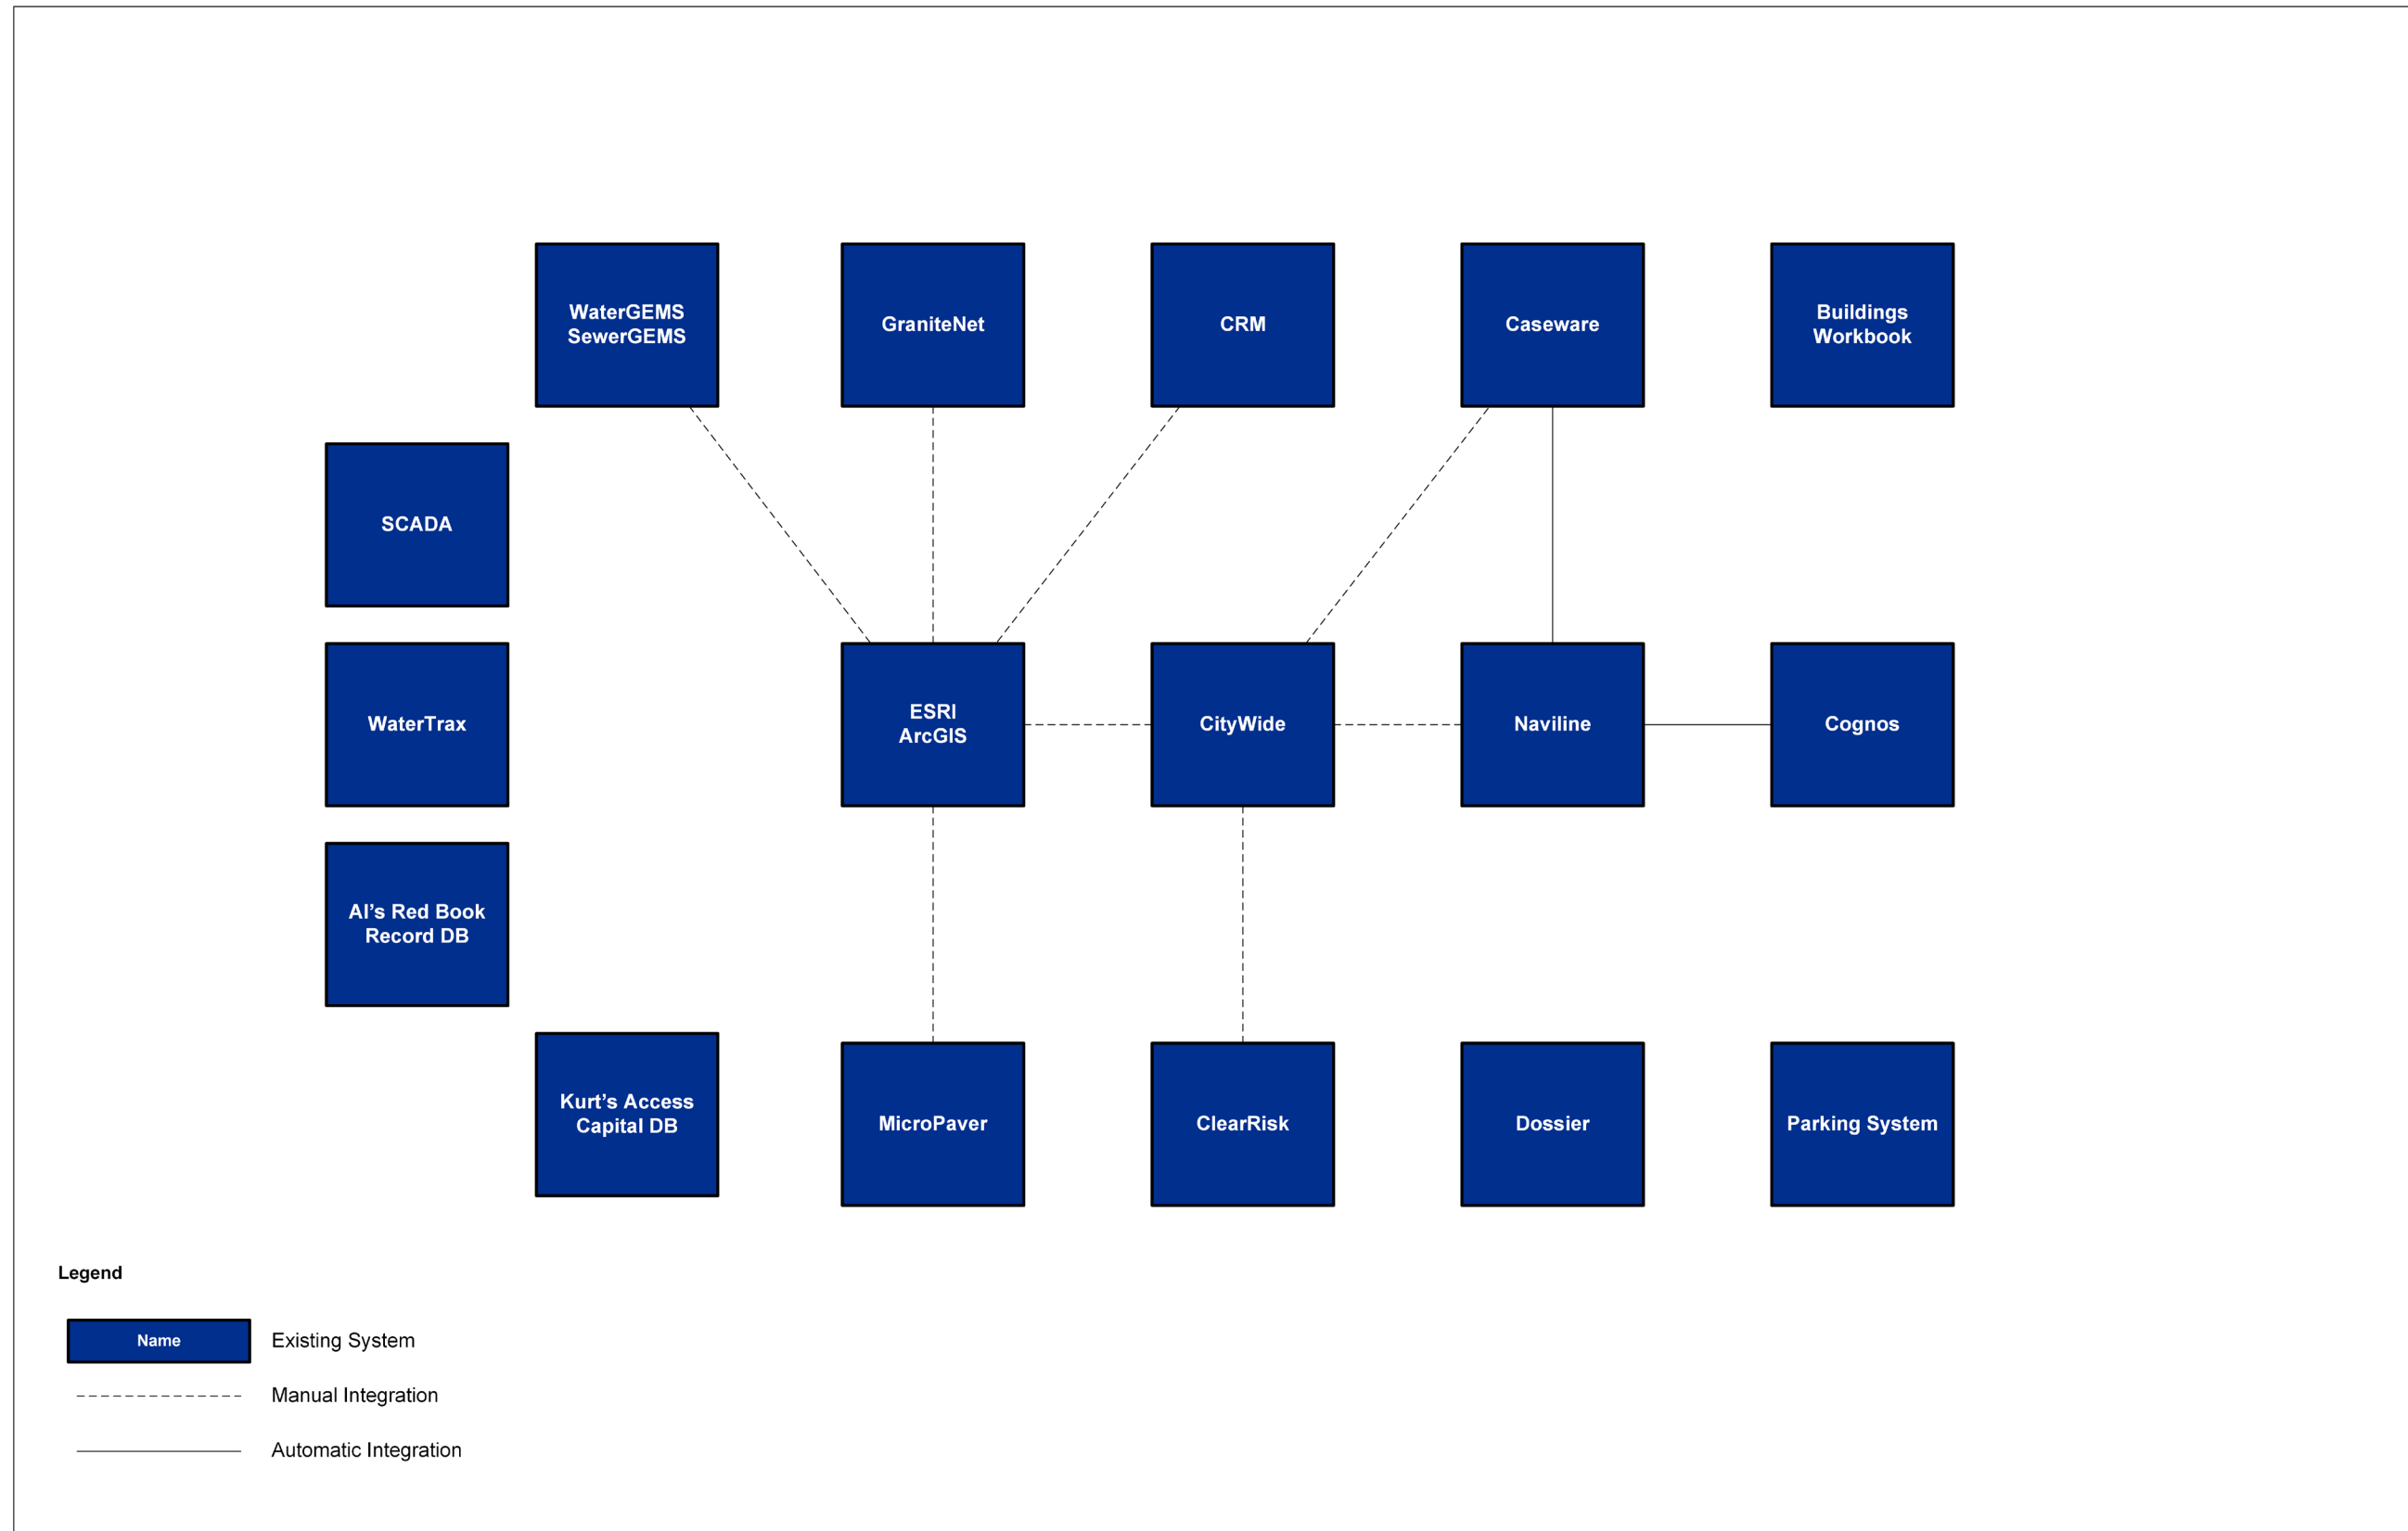 WaterGEMS
SewerGEMS
GraniteNet
CRM
Caseware
Buildings
Workbook
SCADA
WaterTrax
ESRI
ArcGIS
CityWide
Naviline
Cognos
Al’s Red Book
Record DB
Kurt’s Access
Capital DB
MicroPaver
ClearRisk
Dossier
Parking System
Legend
Name
Existing System
Manual Integration
Automatic Integration